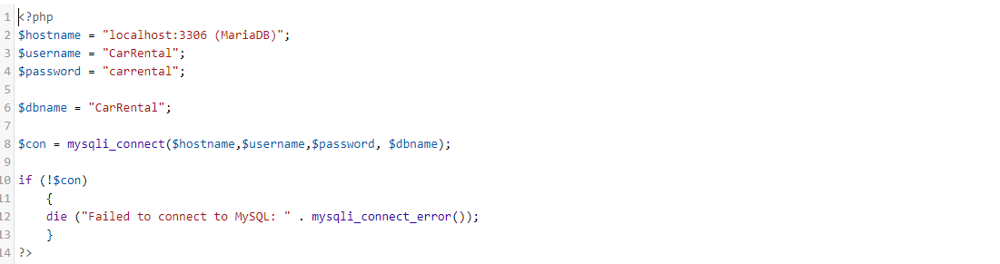 1 <?php
2 $hostname = "localhost:3306 (MariaDB)";
3 $username = "CarRental";
4 $password = "carrental";
5
6 $dbname = "CarRental";
7
8 $con = mysqli_connect($hostname,$username,$password, $dbname);
9
10 if (!$con)
11     {
12     die ("Failed to connect to MySQL: " . mysqli_connect_error());
13     }
14 ?>